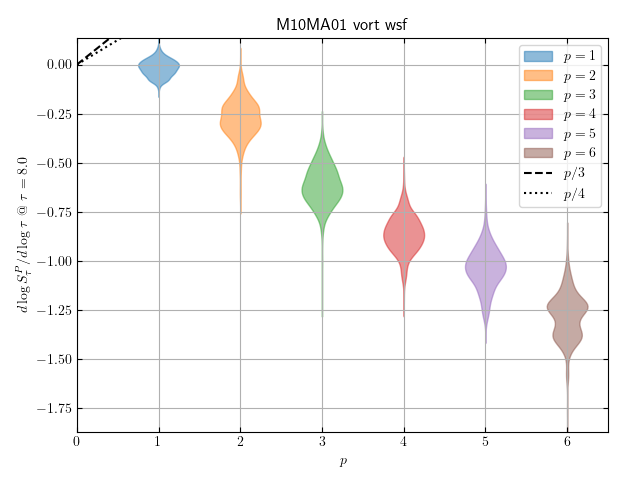 M10MA01 vort wsf
p = 1
p = 2
p = 3
p = 4
p = 5
p = 6
p/3
p/4
0.00
−0.25
−0.50
−0.75
−1.00
−1.25
−1.50
−1.75
d log S_τ^P / d log τ @ τ = 8.0
0 1 2 3 4 5 6
p